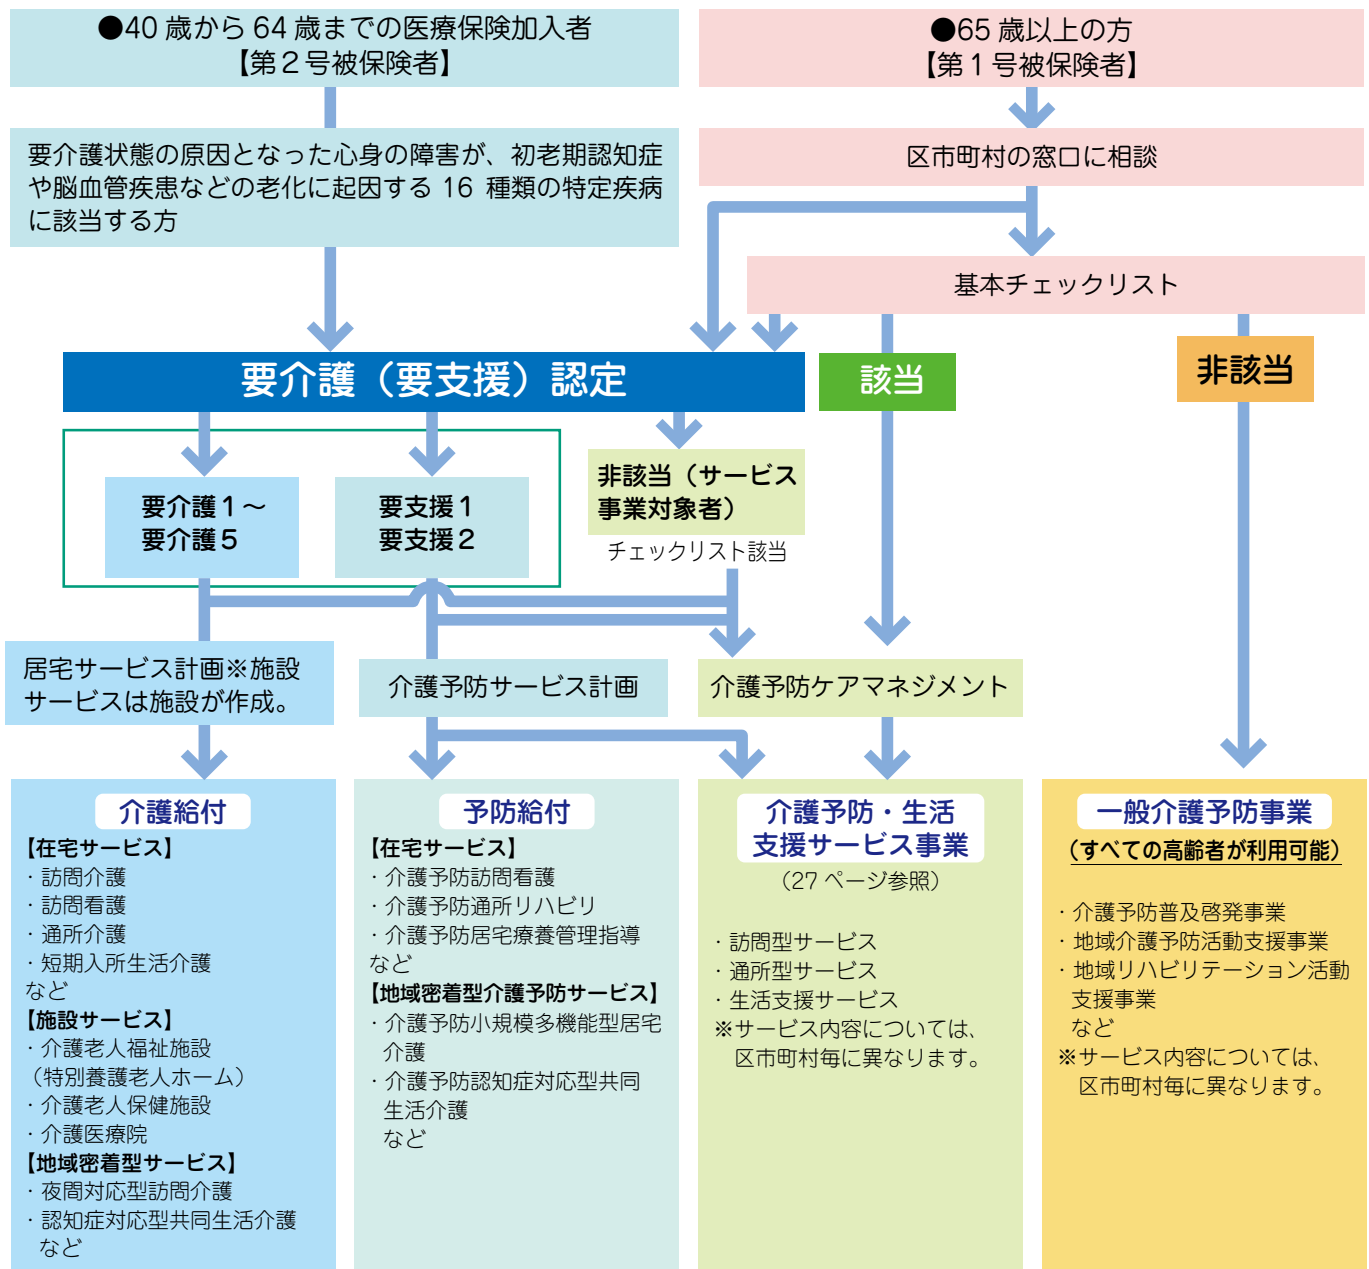 ●40歳から64歳までの医療保険加入者
【第２号被保険者】
●65歳以上の方
【第１号被保険者】
要介護状態の原因となった心身の障害が、初老期認知症
や脳血管疾患などの老化に起因する 16 種類の特定疾病
に該当する方
区市町村の窓口に相談
基本チェックリスト
要介護（要支援）認定
該当
非該当
要介護１～
要介護５
要支援１
要支援２
非該当（サービス
事業対象者）
チェックリスト該当
居宅サービス計画※施設
サービスは施設が作成。
介護予防サービス計画
介護予防ケアマネジメント
介護給付
【在宅サービス】
・訪問介護
・訪問看護
・通所介護
・短期入所生活介護
など
【施設サービス】
・介護老人福祉施設
（特別養護老人ホーム）
・介護老人保健施設
・介護医療院
【地域密着型サービス】
・夜間対応型訪問介護
・認知症対応型共同生活介護
など
予防給付
【在宅サービス】
・介護予防訪問看護
・介護予防通所リハビリ
・介護予防居宅療養管理指導
など
【地域密着型介護予防サービス】
・介護予防小規模多機能型居宅
介護
・介護予防認知症対応型共同
生活介護
など
介護予防・生活
支援サービス事業
（27 ページ参照）
・訪問型サービス
・通所型サービス
・生活支援サービス
※サービス内容については、
区市町村毎に異なります。
一般介護予防事業
（すべての高齢者が利用可能）
・介護予防普及啓発事業
・地域介護予防活動支援事業
・地域リハビリテーション活動
支援事業
など
※サービス内容については、
区市町村毎に異なります。